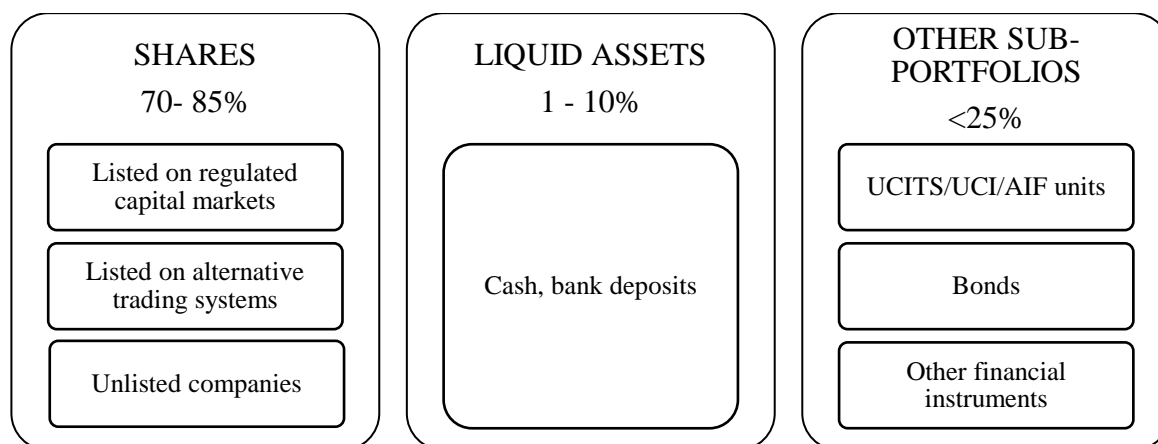 SHARES
70- 85%
Listed on regulated
capital markets
Listed on alternative
trading systems
Unlisted companies
LIQUID ASSETS
1 - 10%
Cash, bank deposits
OTHER SUB-
PORTFOLIOS
<25%
UCITS/UCI/AIF units
Bonds
Other financial
instruments